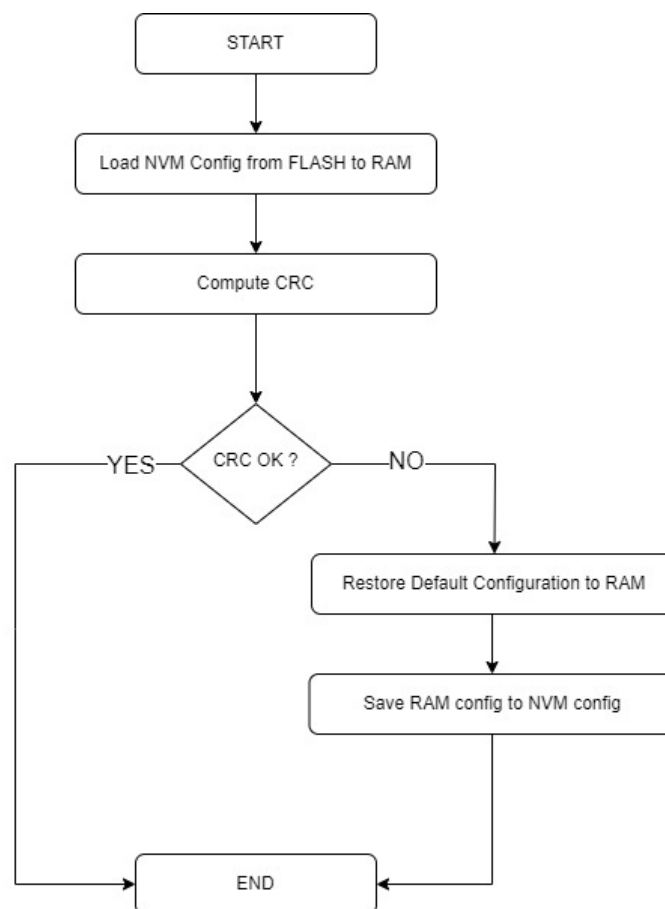 START
Load NVM Config from FLASH to RAM
Compute CRC
CRC OK ?
YES
NO
Restore Default Configuration to RAM
Save RAM config to NVM config
END